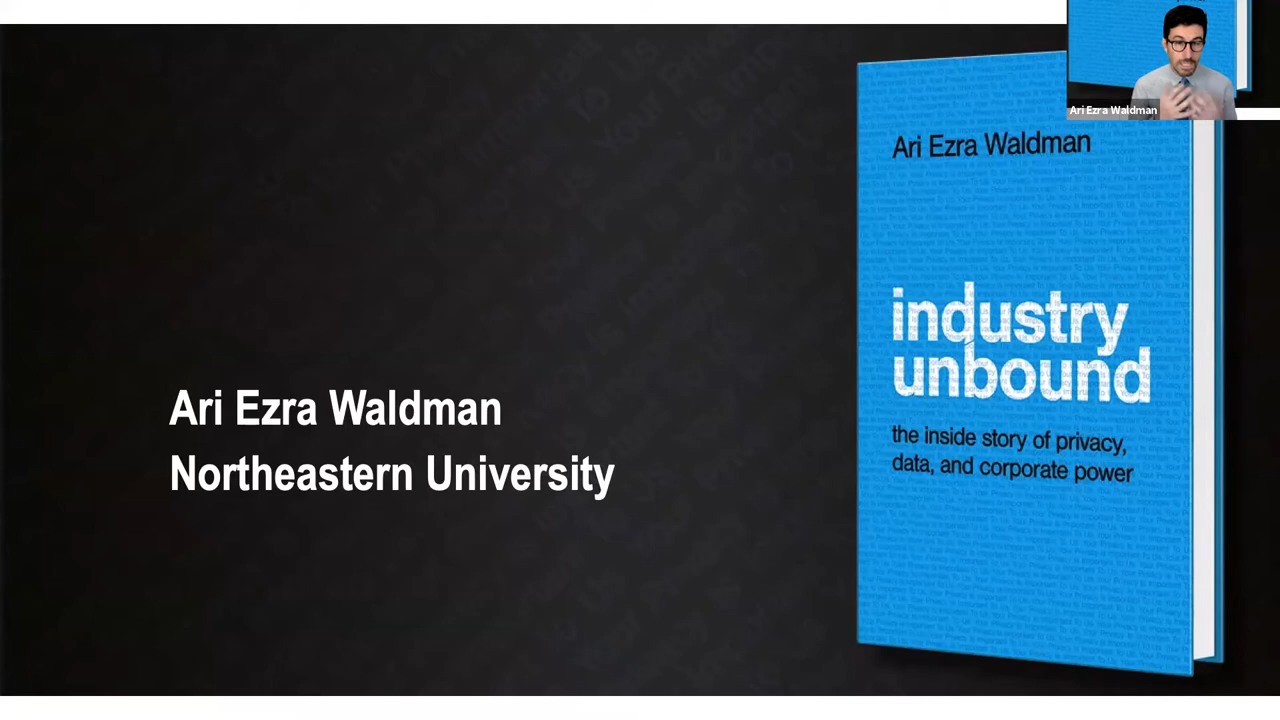 Ari Ezra Waldman
Ari Ezra Waldman
industry
unbound
the inside story of privacy,
data, and corporate power
Ari Ezra Waldman
Northeastern University